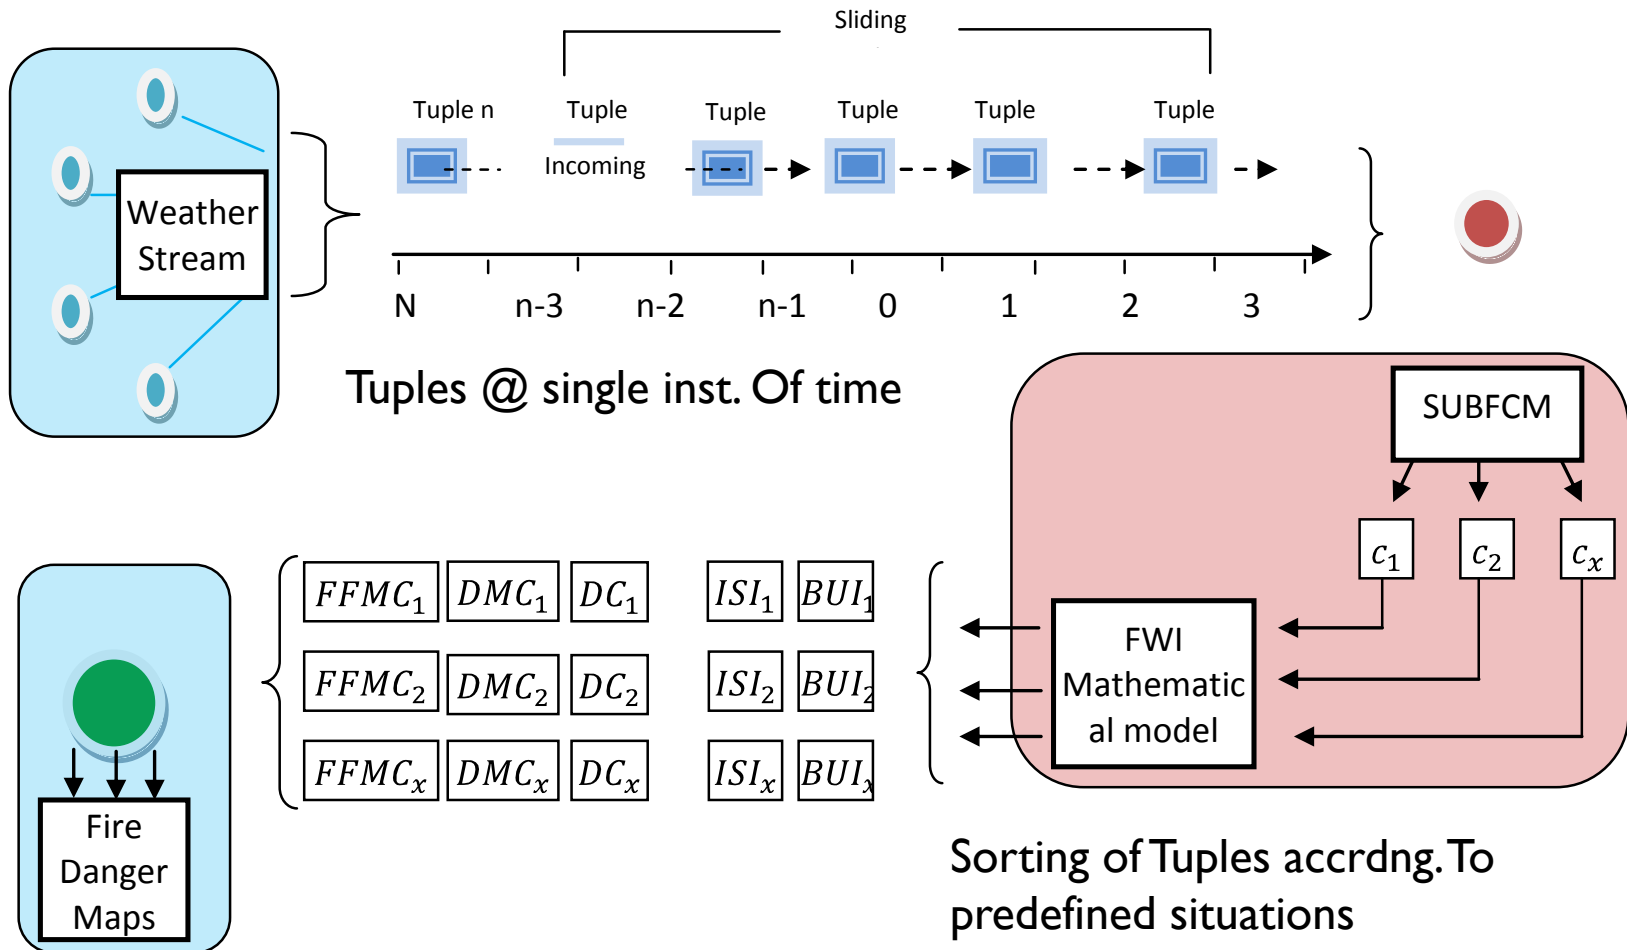 Sliding
Tuple n Tuple Tuple Tuple Tuple Tuple
Incoming
Weather
Stream
N n-3 n-2 n-1 0 1 2 3
Tuples @ single inst. Of time
SUBFCM
c₁ c₂ cₓ
FWI
Mathematic
al model
FFMC₁ DMC₁ DC₁ ISI₁ BUI₁
FFMC₂ DMC₂ DC₂ ISI₂ BUI₂
FFMCₓ DMCₓ DCₓ ISIₓ BUIₓ
Fire
Danger
Maps
Sorting of Tuples accrdng. To
predefined situations